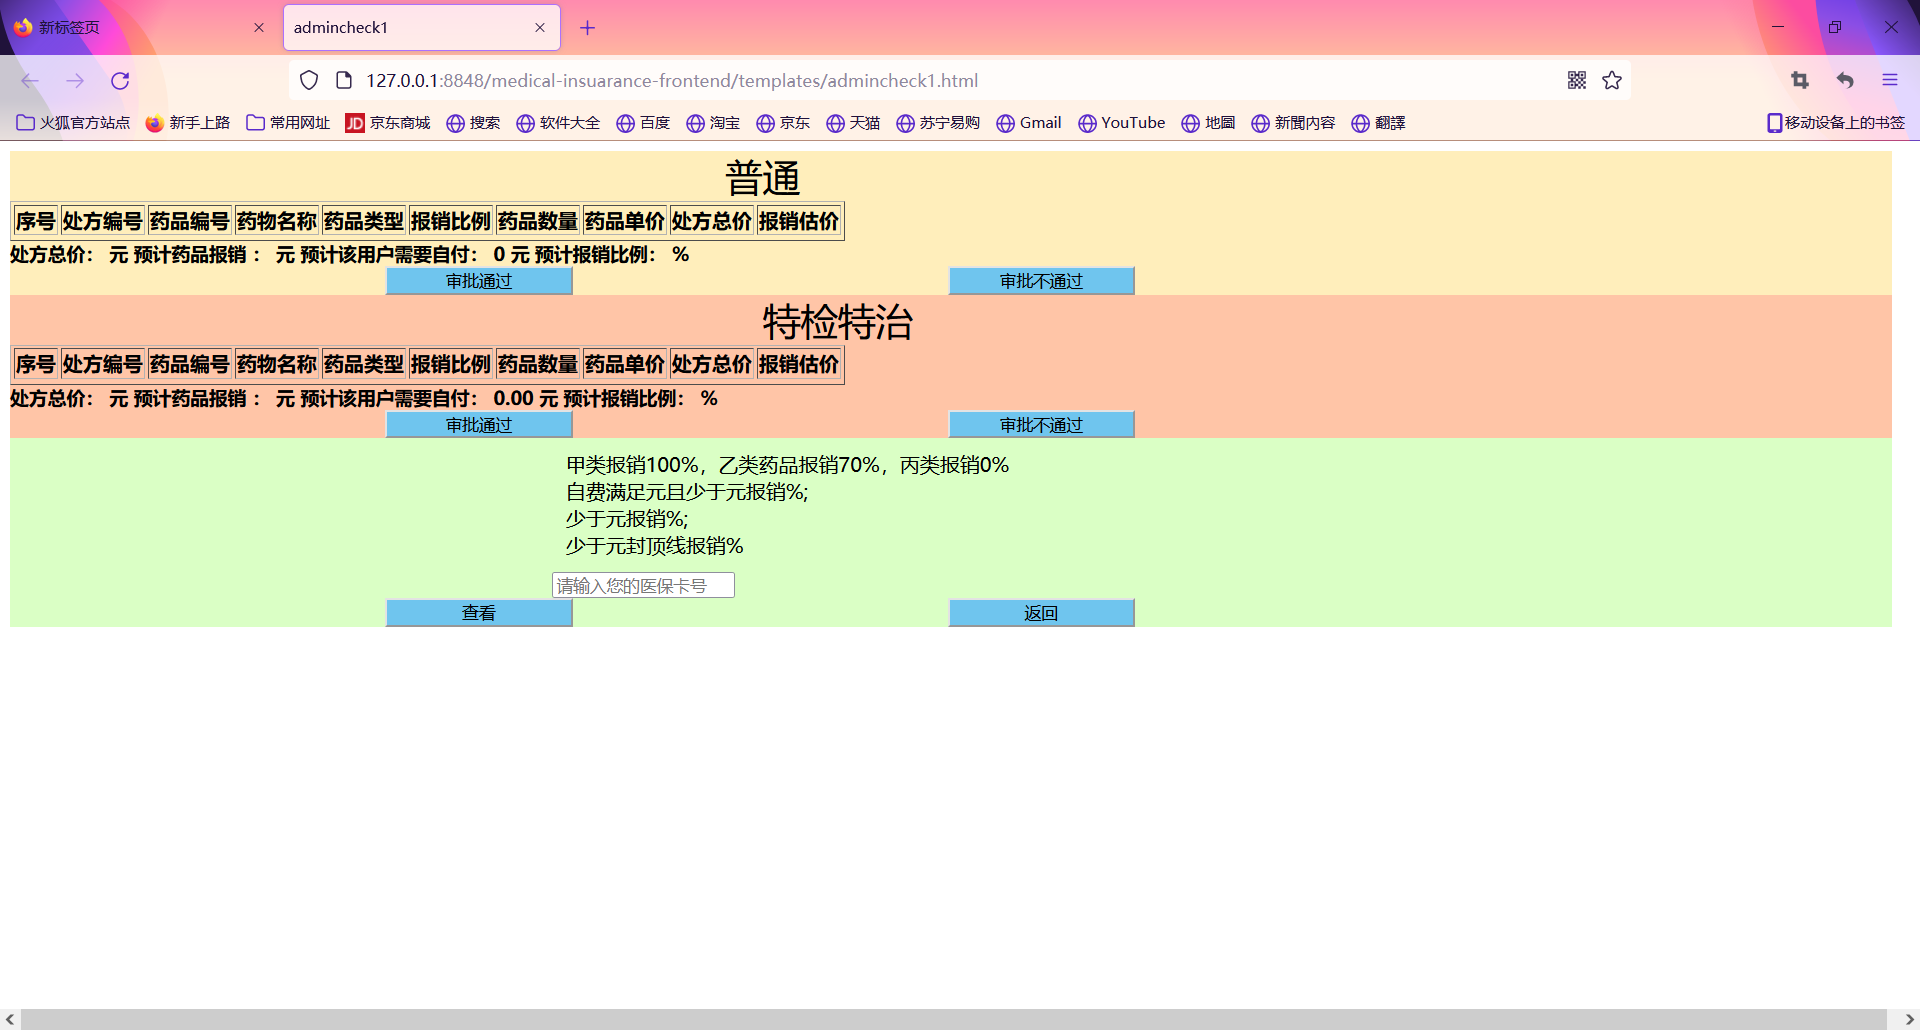 新标签页
admincheck1
127.0.0.1:8848/medical-insuarance-frontend/templates/admincheck1.html
火狐官方站点 新手上路 常用网址 JD 京东商城 搜索 软件大全 百度 淘宝 京东 天猫 苏宁易购 Gmail YouTube 地圖 新聞內容 翻譯 移动设备上的书签
普通
序号 处方编号 药品编号 药物名称 药品类型 报销比例 药品数量 药品单价 处方总价 报销估价
处方总价： 元 预计药品报销 ： 元 预计该用户需要自付： 0 元 预计报销比例： %
审批通过 审批不通过
特检特治
序号 处方编号 药品编号 药物名称 药品类型 报销比例 药品数量 药品单价 处方总价 报销估价
处方总价： 元 预计药品报销 ： 元 预计该用户需要自付： 0.00 元 预计报销比例： %
审批通过 审批不通过
甲类报销100%，乙类药品报销70%，丙类报销0%
自费满足元且少于元报销%;
少于元报销%;
少于元封顶线报销%
请输入您的医保卡号
查看 返回